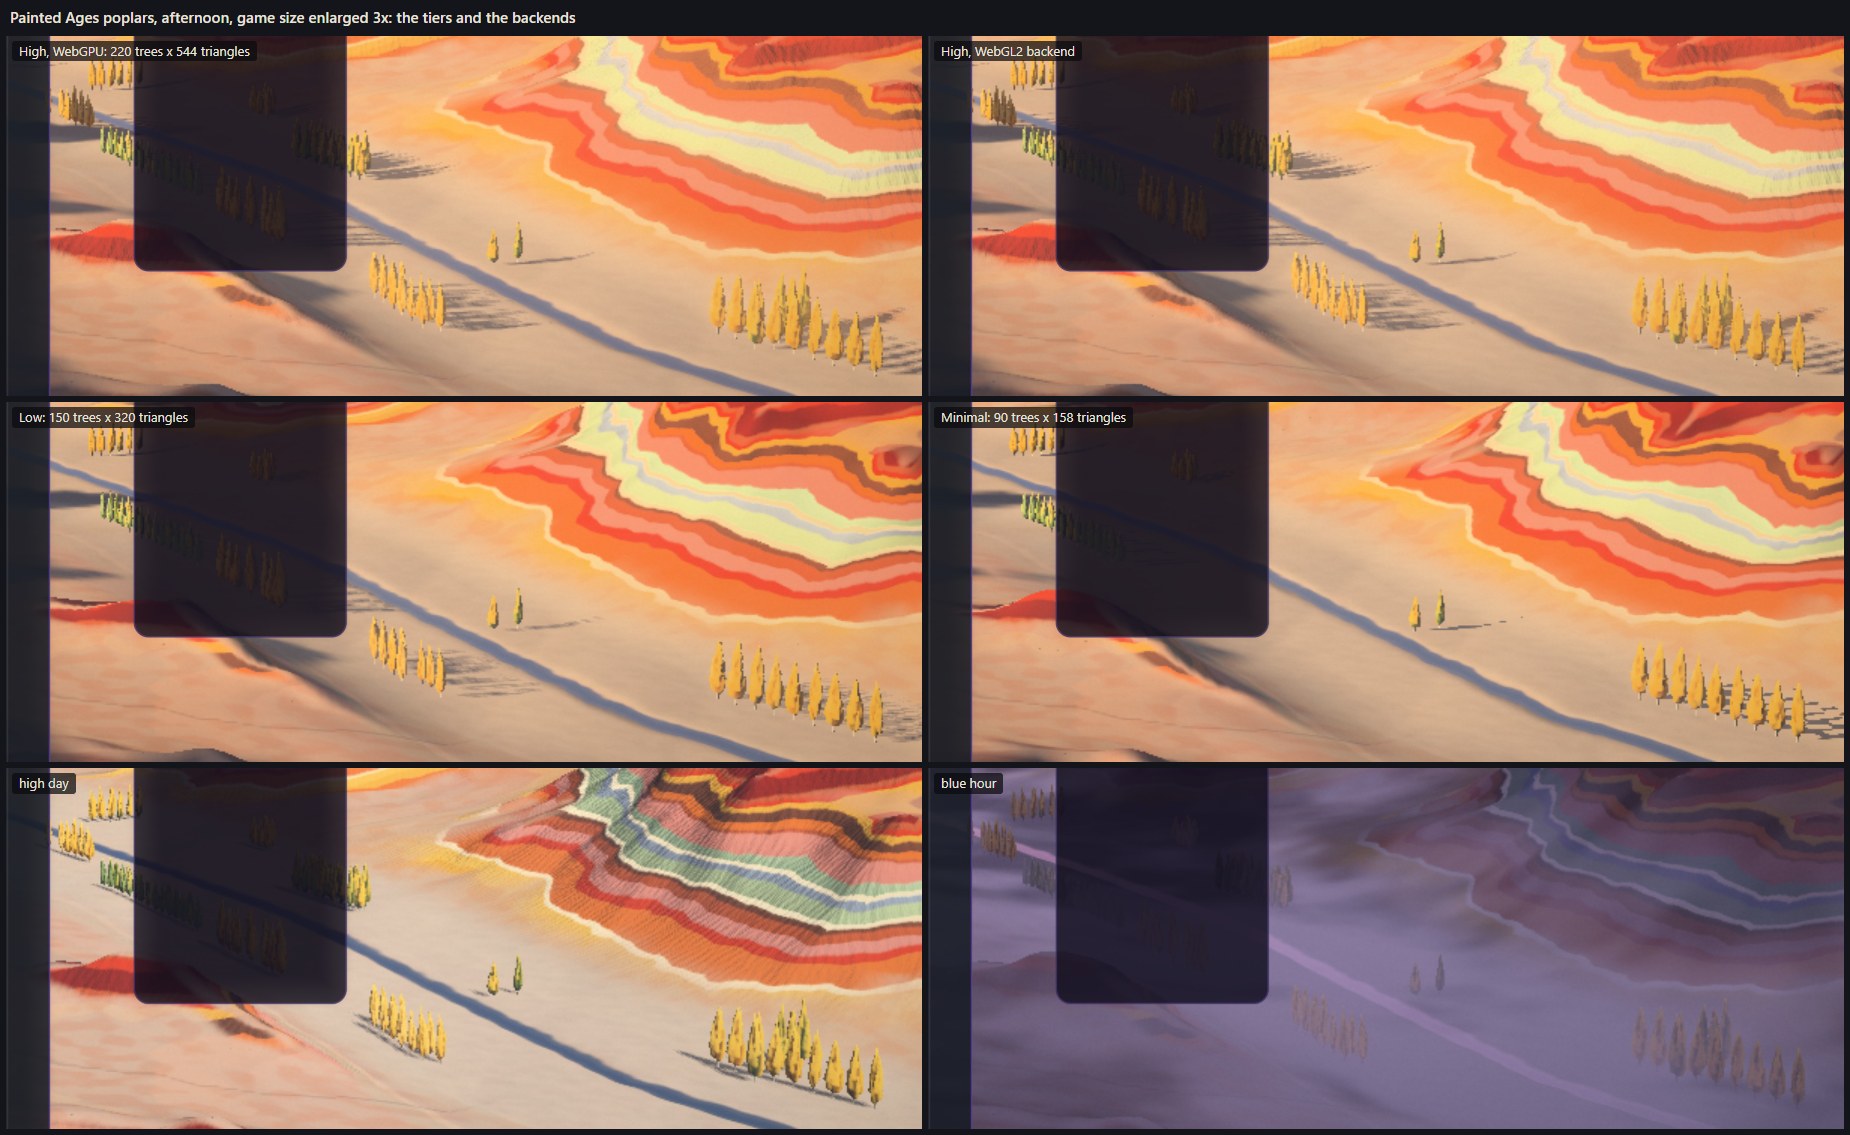 Painted Ages poplars, afternoon, game size enlarged 3x: the tiers and the backends
High, WebGPU: 220 trees x 544 triangles
High, WebGL2 backend
Low: 150 trees x 320 triangles
Minimal: 90 trees x 158 triangles
high day
blue hour